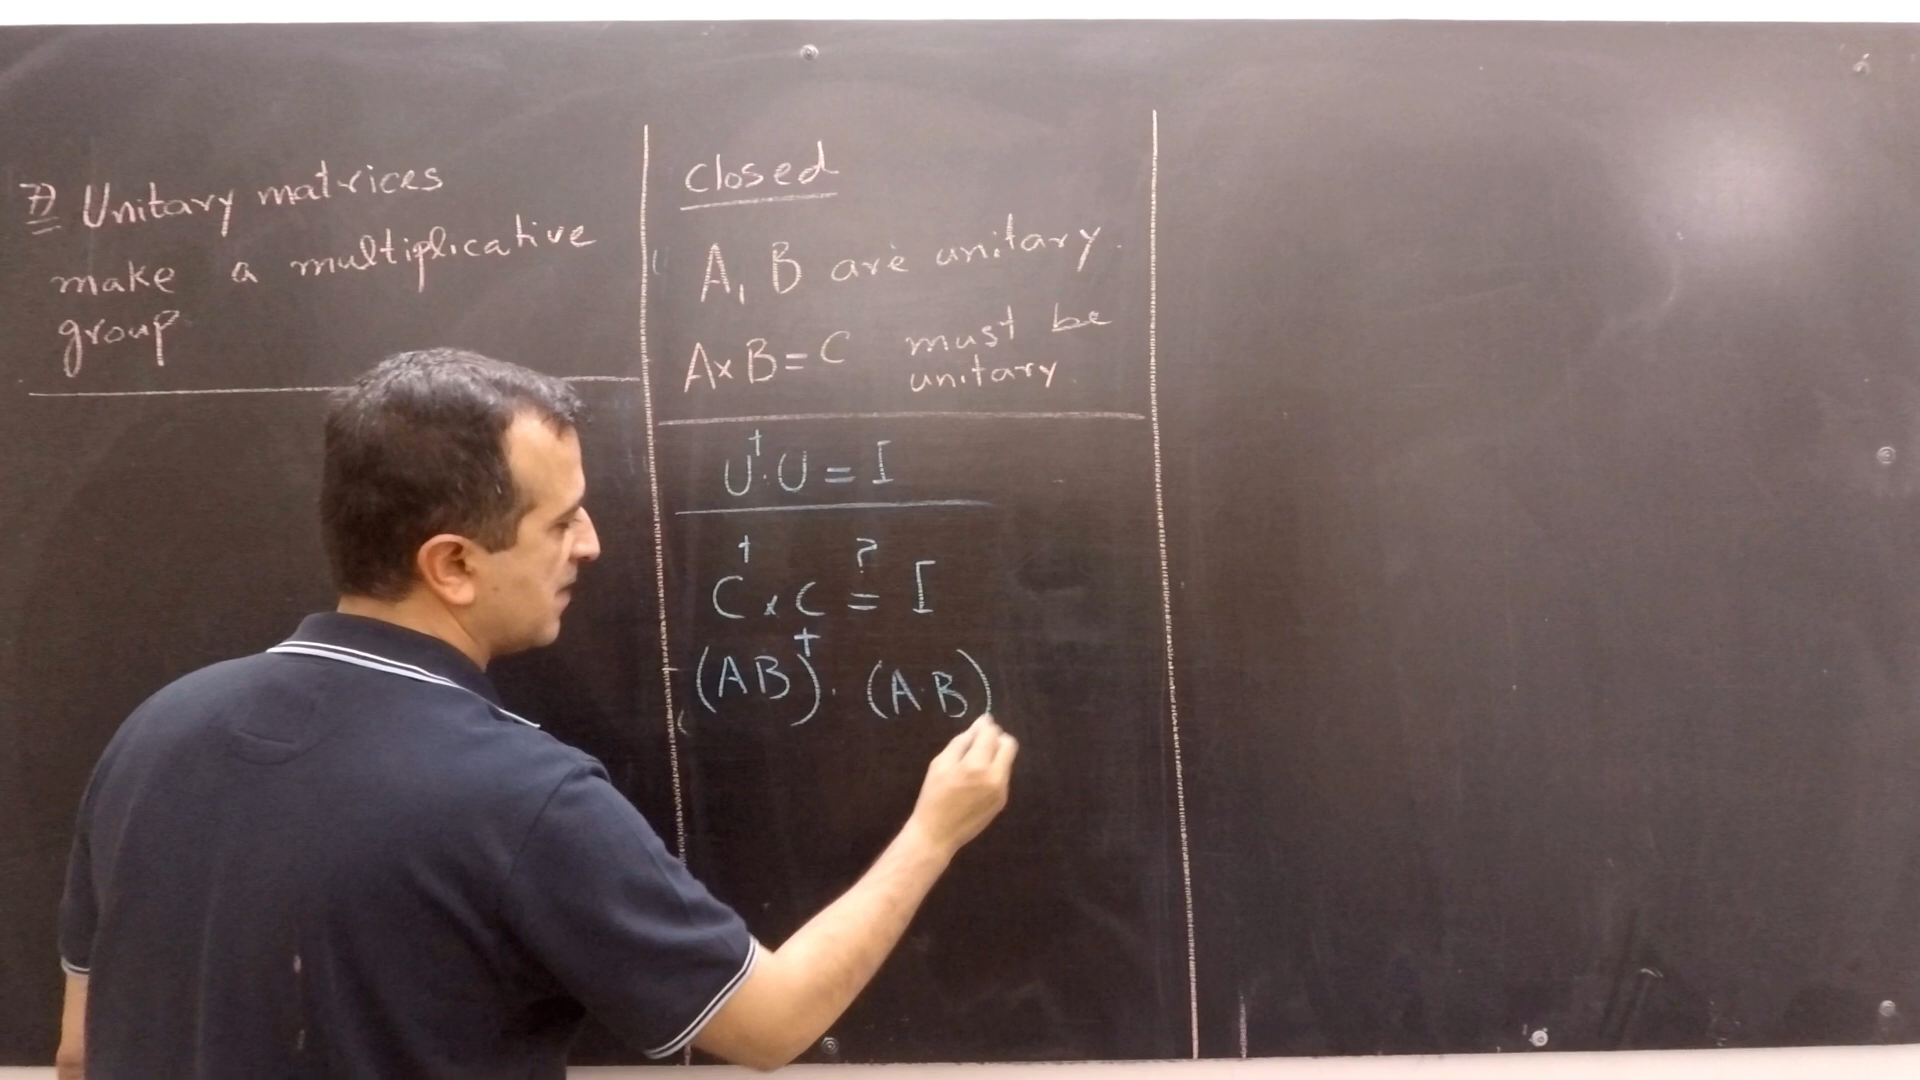 7) Unitary matrices
make a multiplicative
group
closed
A, B are unitary.
A×B=C must be
unitary
U†·U=I
C†×C ?= I
(AB)†·(A·B)